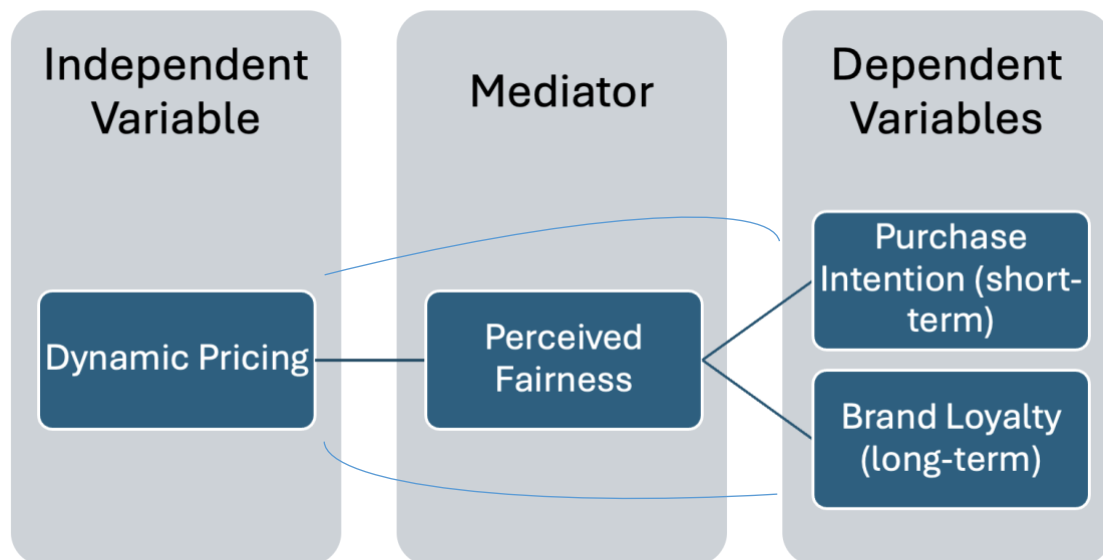 Independent
Variable
Mediator
Dependent
Variables
Dynamic Pricing
Perceived
Fairness
Purchase
Intention (short-
term)
Brand Loyalty
(long-term)